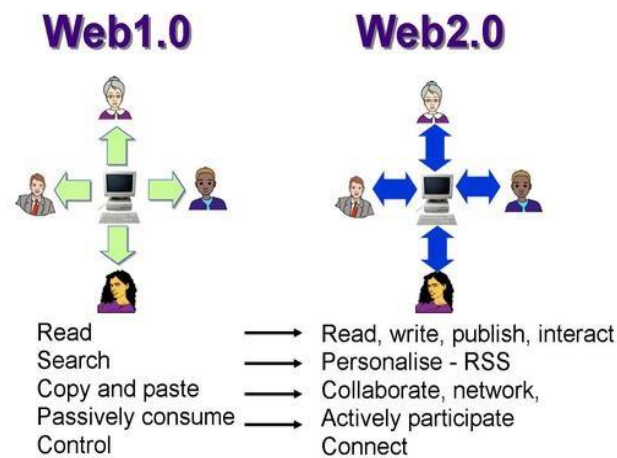 Web1.0
Web2.0
Read
Read, write, publish, interact
Search
Personalise - RSS
Copy and paste
Collaborate, network,
Passively consume
Actively participate
Control
Connect